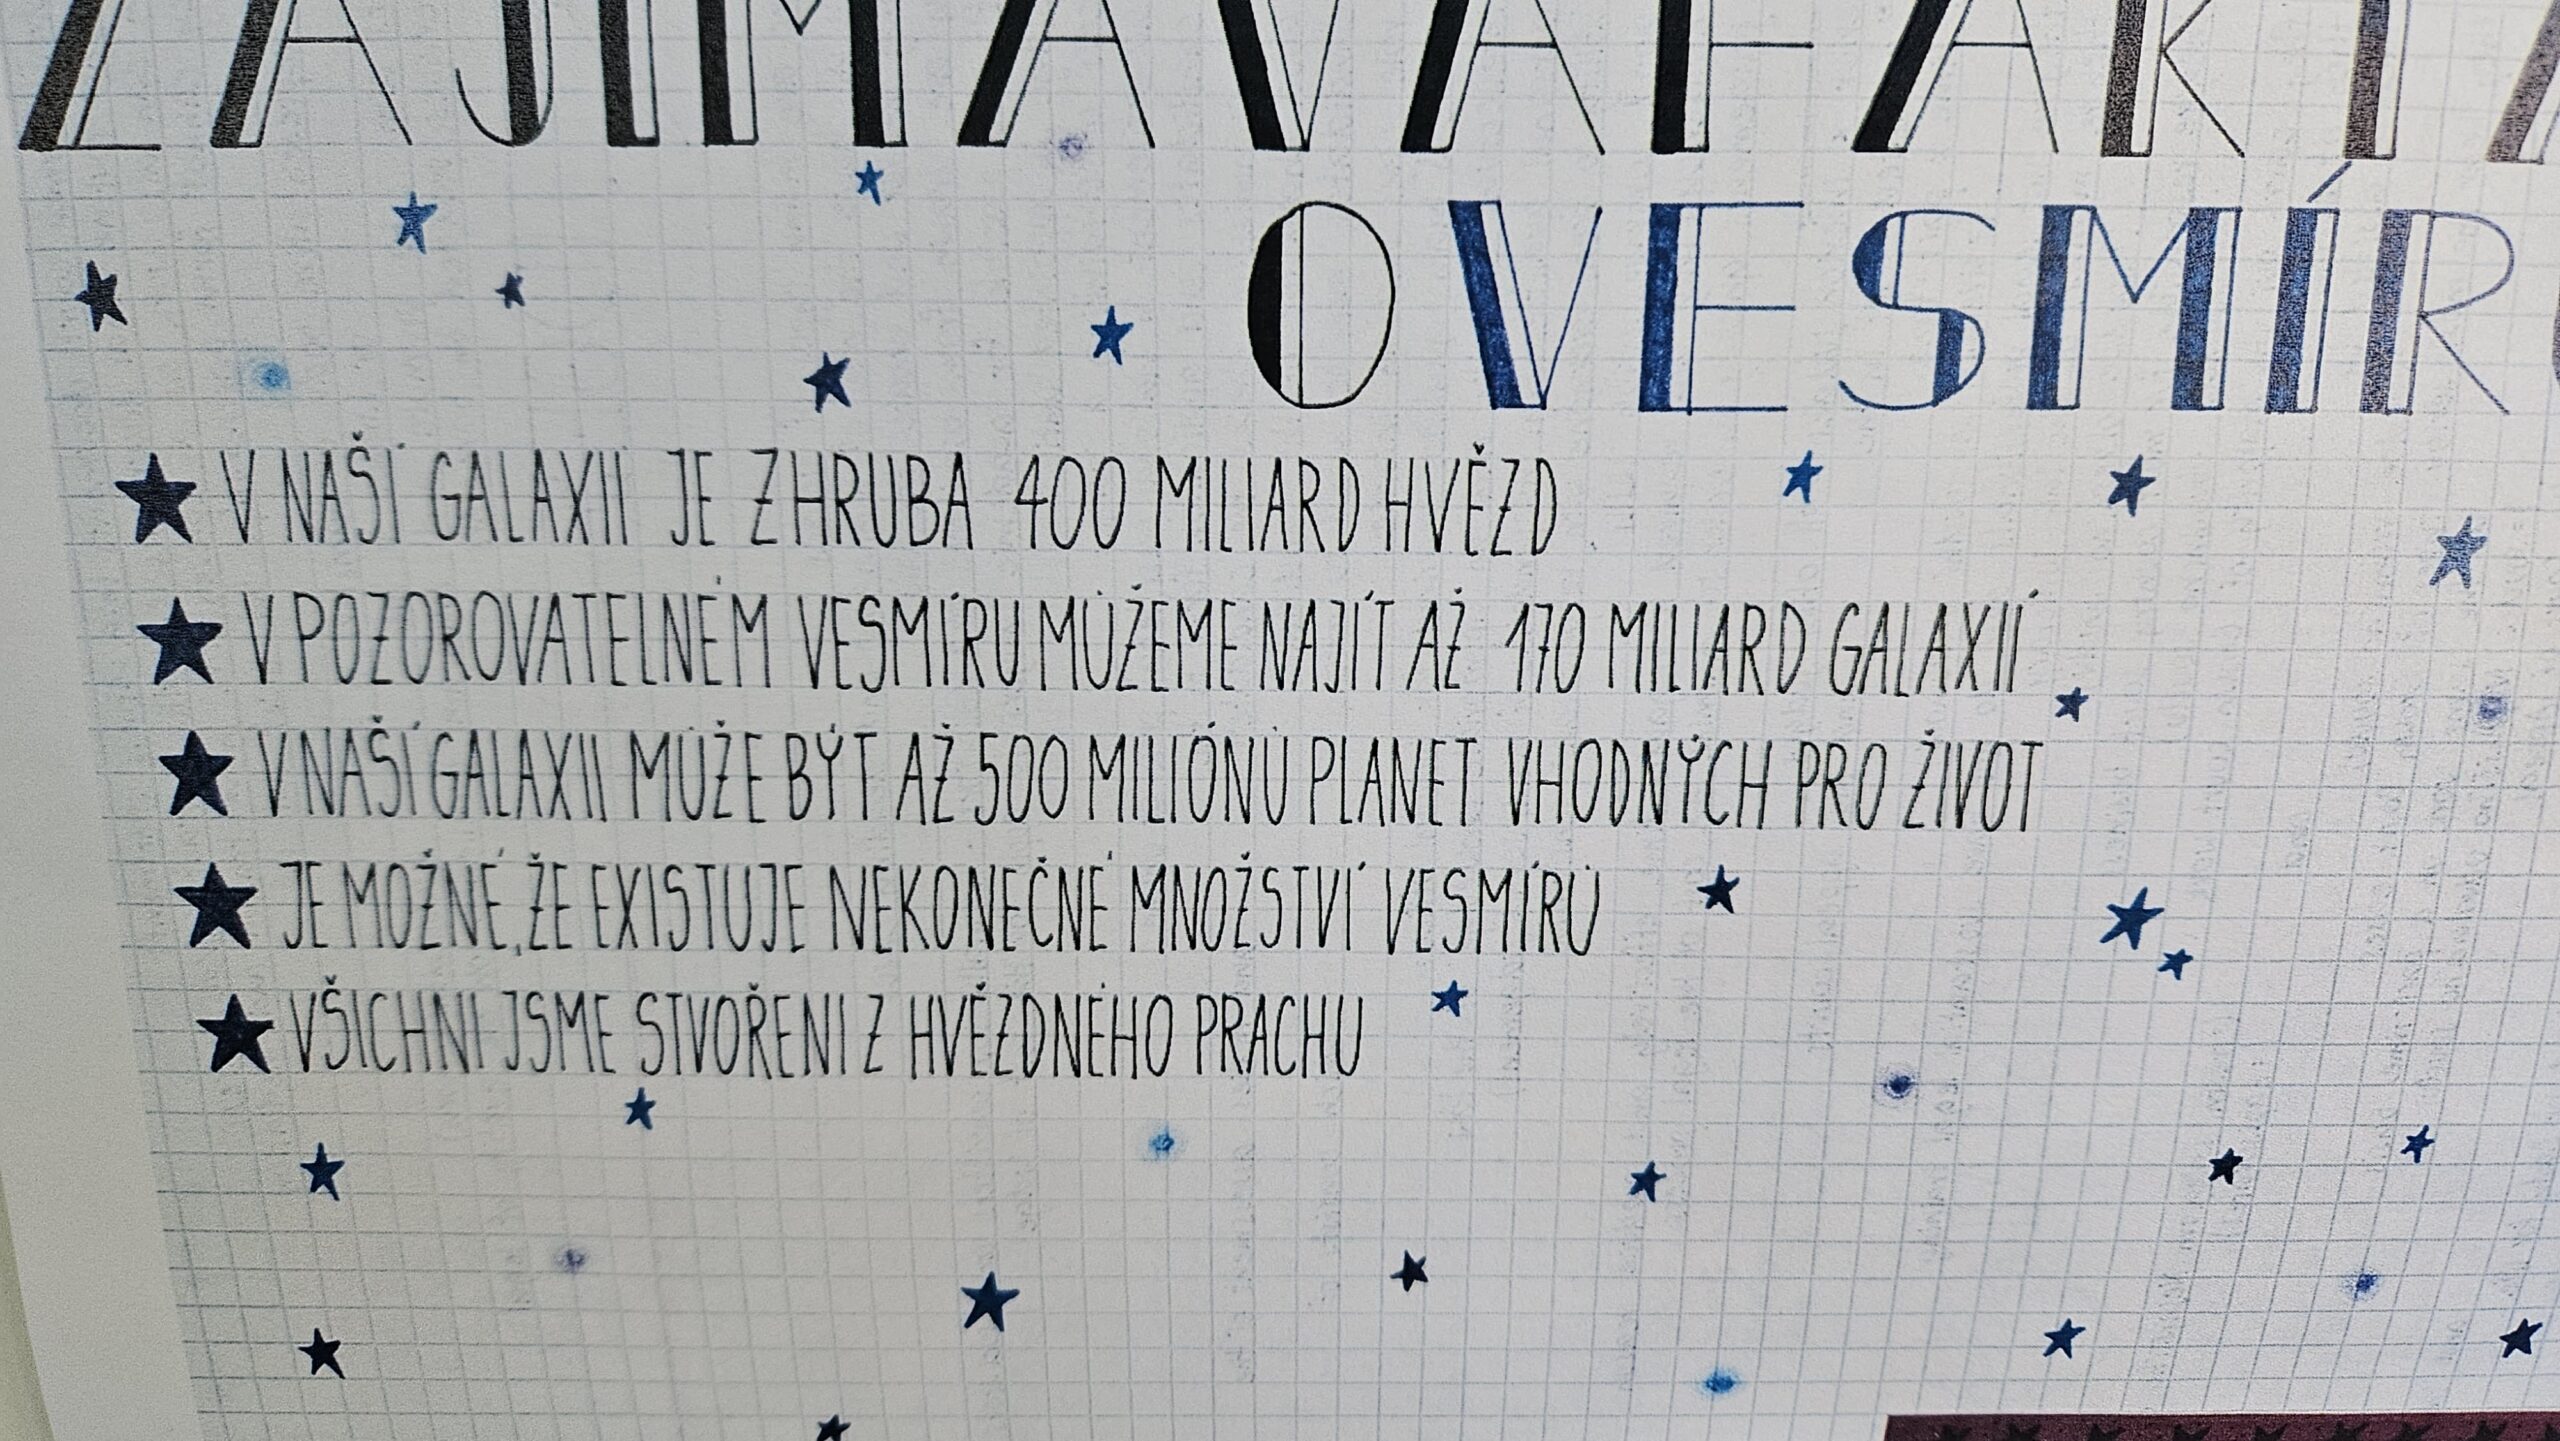 ZAJÍMAVÁ FAKTA
O VESMÍRU
V NAŠÍ GALAXII JE ZHRUBA 400 MILIARD HVĚZD
V POZOROVATELNÉM VESMÍRU MŮŽEME NAJÍT AŽ 170 MILIARD GALAXIÍ
V NAŠÍ GALAXII MŮŽE BÝT AŽ 500 MILIÓNŮ PLANET VHODNÝCH PRO ŽIVOT
JE MOŽNÉ, ŽE EXISTUJE NEKONEČNÉ MNOŽSTVÍ VESMÍRŮ
VŠICHNI JSME STVOŘENI Z HVĚZDNÉHO PRACHU